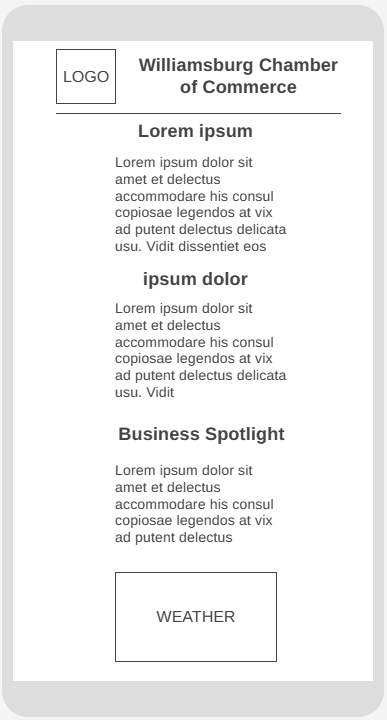 LOGO
Williamsburg Chamber
of Commerce
Lorem ipsum
Lorem ipsum dolor sit
amet et delectus
accommodare his consul
copiosae legendos at vix
ad putent delectus delicata
usu. Vidit dissentiet eos
ipsum dolor
Lorem ipsum dolor sit
amet et delectus
accommodare his consul
copiosae legendos at vix
ad putent delectus delicata
usu. Vidit
Business Spotlight
Lorem ipsum dolor sit
amet et delectus
accommodare his consul
copiosae legendos at vix
ad putent delectus
WEATHER